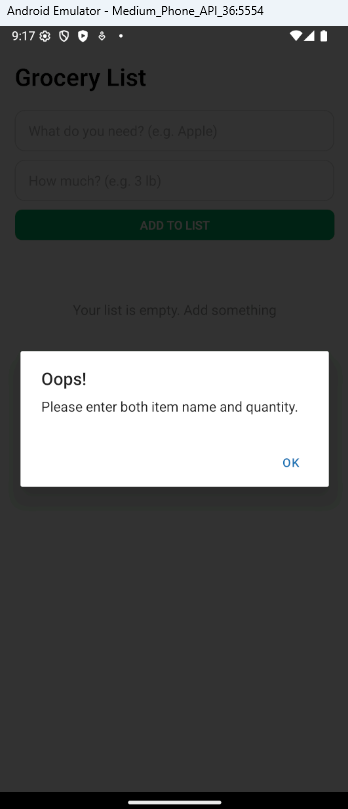 Android Emulator - Medium_Phone_API_36:5554
9:17
Grocery List
What do you need? (e.g. Apple)
How much? (e.g. 3 lb)
ADD TO LIST
Your list is empty. Add something
Oops!
Please enter both item name and quantity.
OK